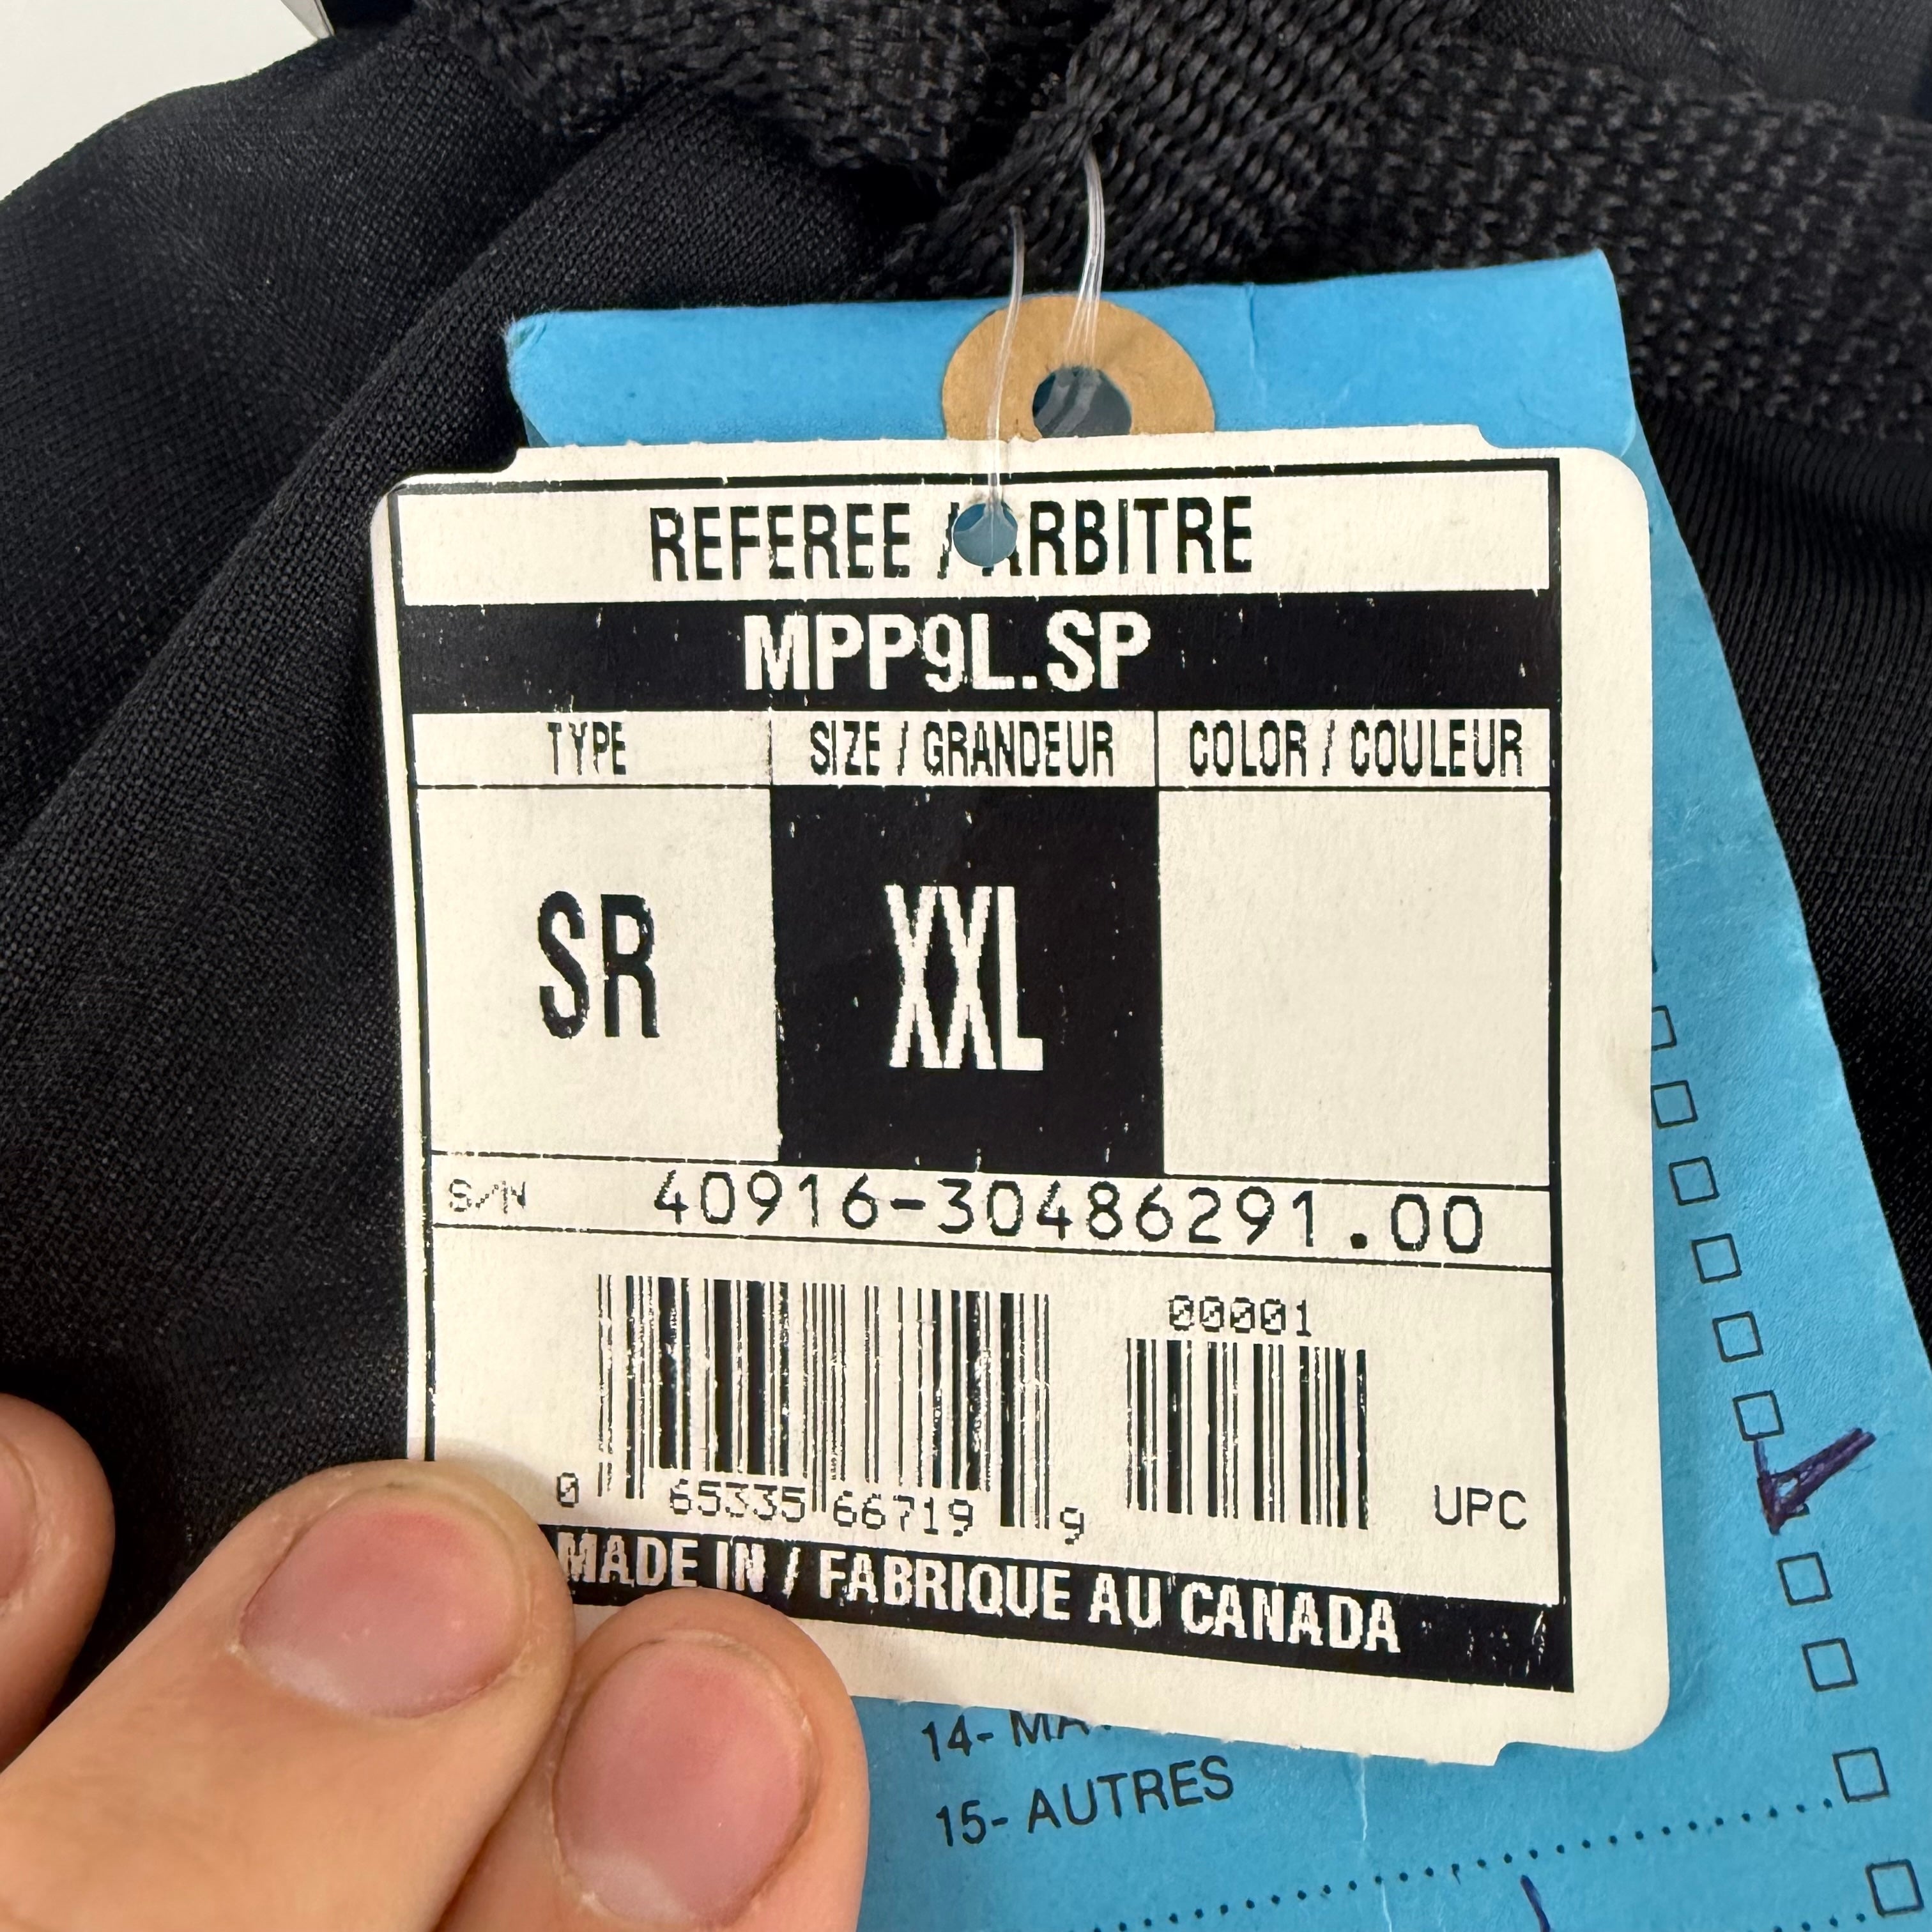 REFEREE / ARBITRE
MPP9L.SP
TYPE SIZE / GRANDEUR COLOR / COULEUR
SR XXL
S/N 40916-30486291.00
00001
0 65335 66719 9 UPC
MADE IN / FABRIQUE AU CANADA
14-
15- AUTRES